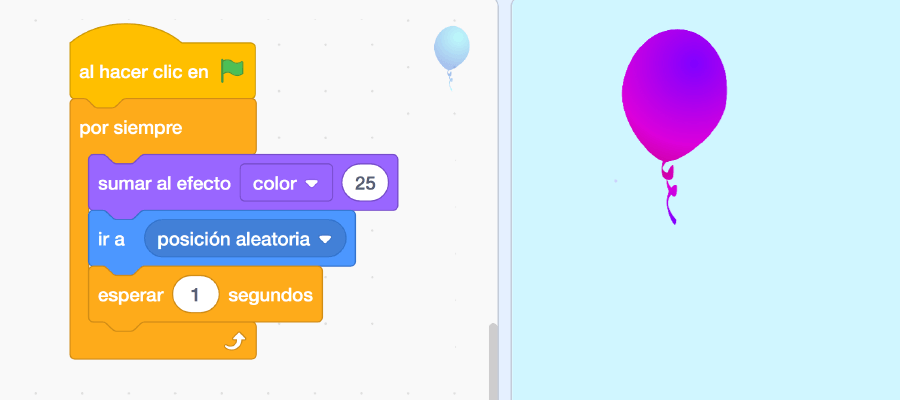 al hacer clic en
por siempre
sumar al efecto color 25
ir a posición aleatoria
esperar 1 segundos